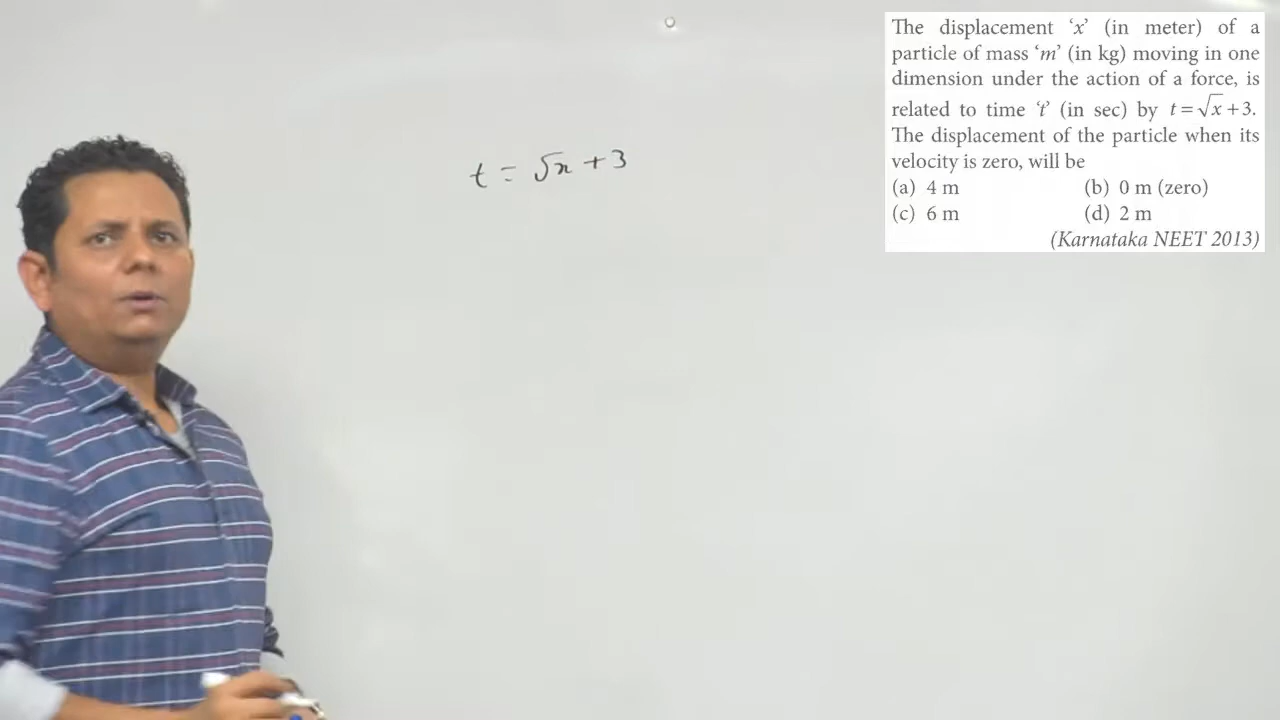 The displacement ‘x’ (in meter) of a
particle of mass ‘m’ (in kg) moving in one
dimension under the action of a force, is
related to time ‘t’ (in sec) by t = √x + 3.
The displacement of the particle when its
velocity is zero, will be
(a) 4 m (b) 0 m (zero)
(c) 6 m (d) 2 m
(Karnataka NEET 2013)
t = √x + 3